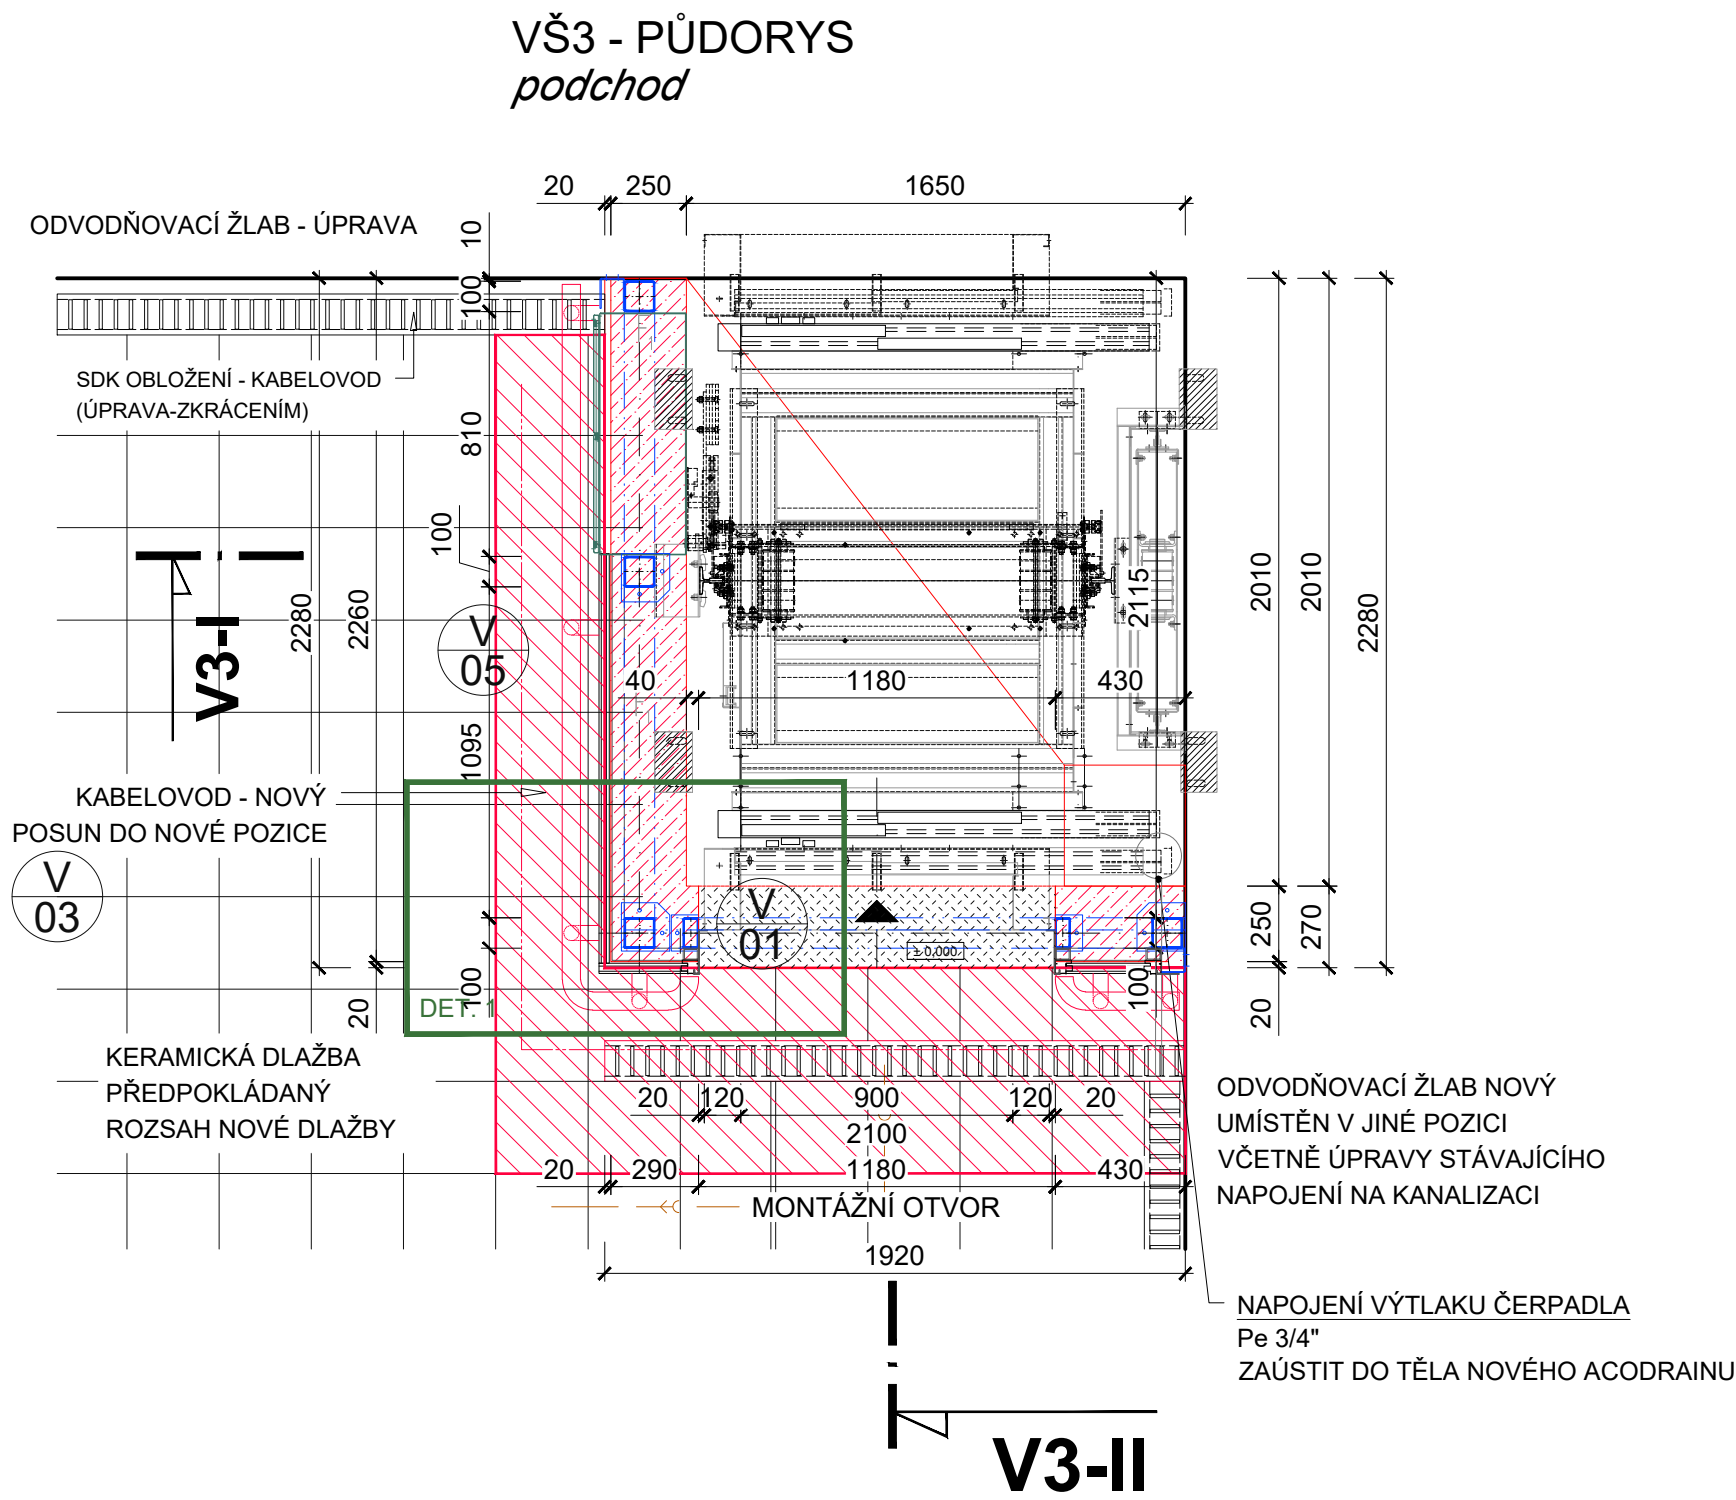 VŠ3 - PŮDORYS
podchod
20
250
1650
ODVODŇOVACÍ ŽLAB - ÚPRAVA
10
100
SDK OBLOŽENÍ - KABELOVOD
(ÚPRAVA-ZKRÁCENÍM)
810
100
V3-I
2280
2260
V
05
2115
2010
2010
2280
40
1180
430
1095
KABELOVOD - NOVÝ
POSUN DO NOVÉ POZICE
V
03
V
01
± 0,000
250
270
100
100
DET. 1
20
20
KERAMICKÁ DLAŽBA
PŘEDPOKLÁDANÝ
ROZSAH NOVÉ DLAŽBY
20
120
900
120
20
2100
20
290
1180
430
MONTÁŽNÍ OTVOR
1920
ODVODŇOVACÍ ŽLAB NOVÝ
UMÍSTĚN V JINÉ POZICI
VČETNĚ ÚPRAVY STÁVAJÍCÍHO
NAPOJENÍ NA KANALIZACI
NAPOJENÍ VÝTLAKU ČERPADLA
Pe 3/4"
ZAÚSTIT DO TĚLA NOVÉHO ACODRAINU
V3-II